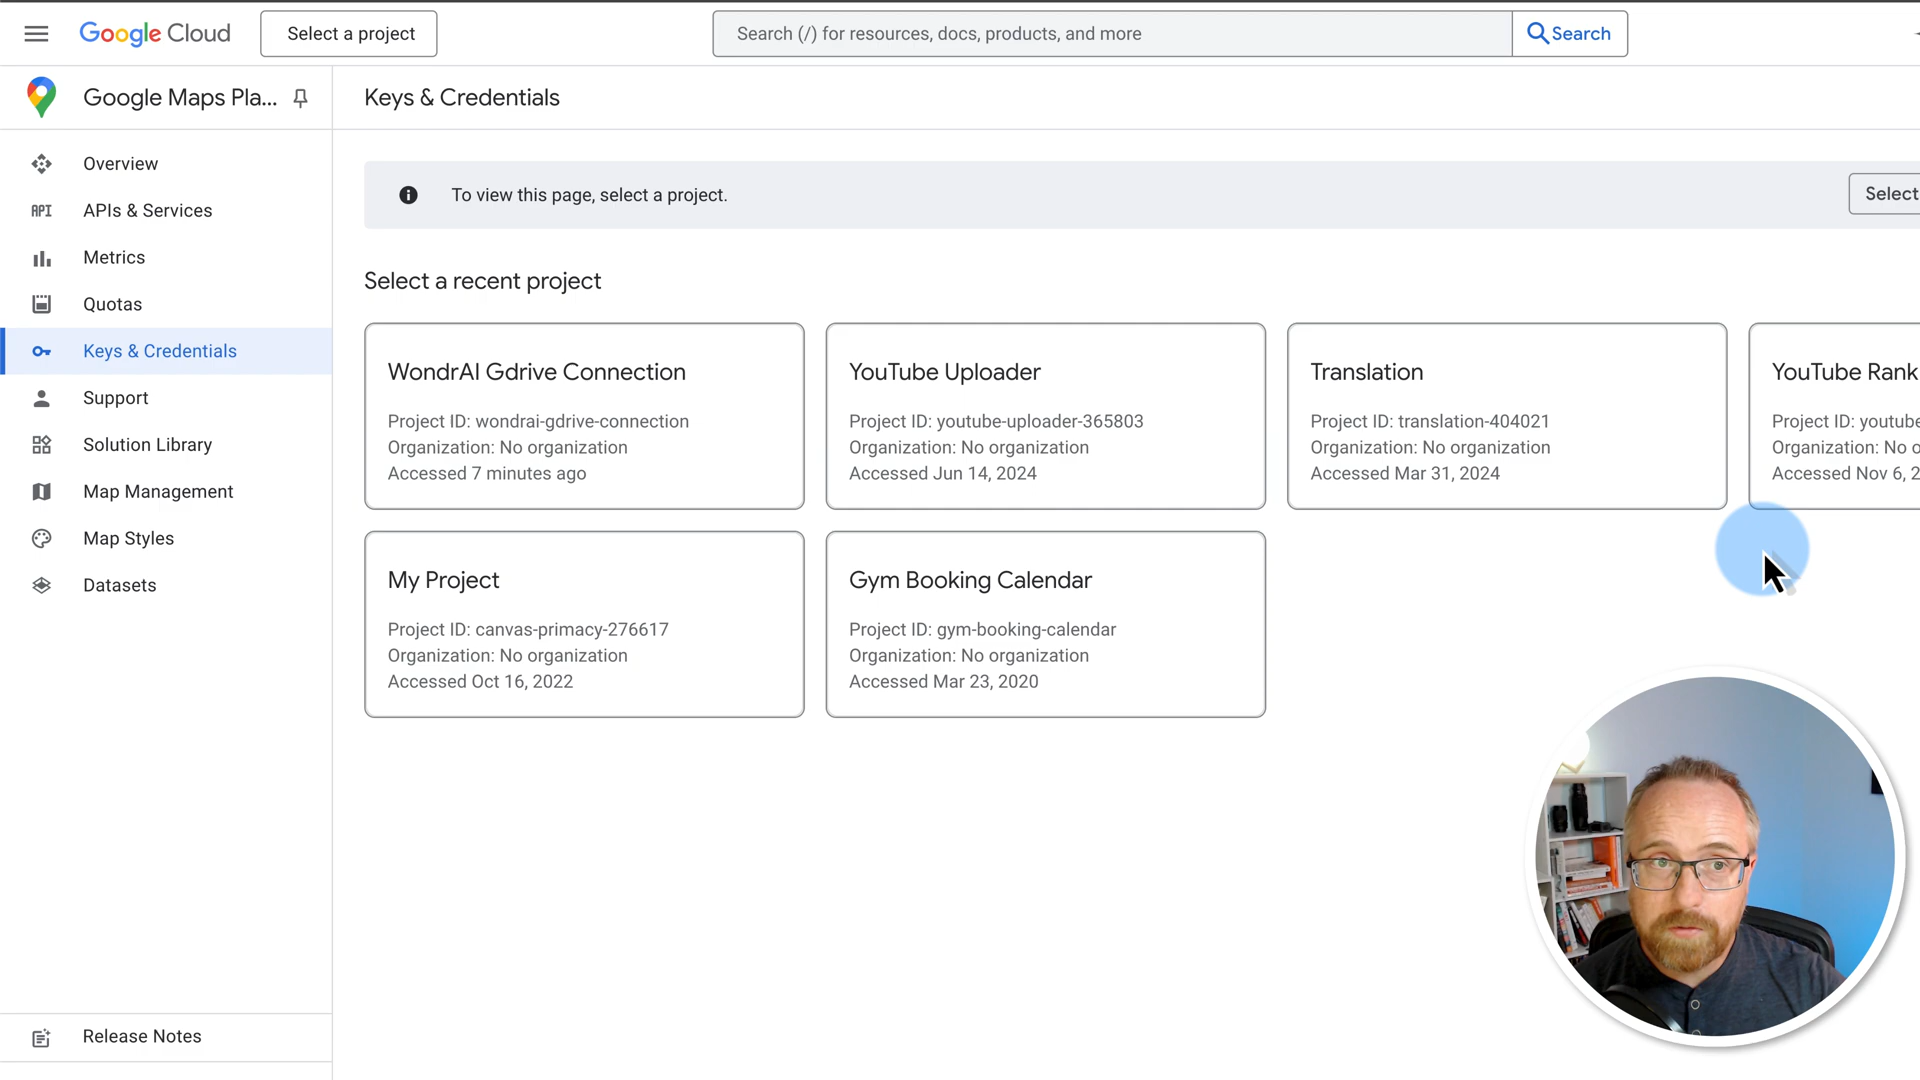 Google Cloud
Select a project
Search (/) for resources, docs, products, and more
Search
Google Maps Pla...
Keys & Credentials
Overview
API
APIs & Services
Metrics
Quotas
Keys & Credentials
Support
Solution Library
Map Management
Map Styles
Datasets
Release Notes
To view this page, select a project.
Select
Select a recent project
WondrAI Gdrive Connection
Project ID: wondrai-gdrive-connection
Organization: No organization
Accessed 7 minutes ago
YouTube Uploader
Project ID: youtube-uploader-365803
Organization: No organization
Accessed Jun 14, 2024
Translation
Project ID: translation-404021
Organization: No organization
Accessed Mar 31, 2024
YouTube Rank
Project ID: youtube
Organization: No o
Accessed Nov 6, 2
My Project
Project ID: canvas-primacy-276617
Organization: No organization
Accessed Oct 16, 2022
Gym Booking Calendar
Project ID: gym-booking-calendar
Organization: No organization
Accessed Mar 23, 2020